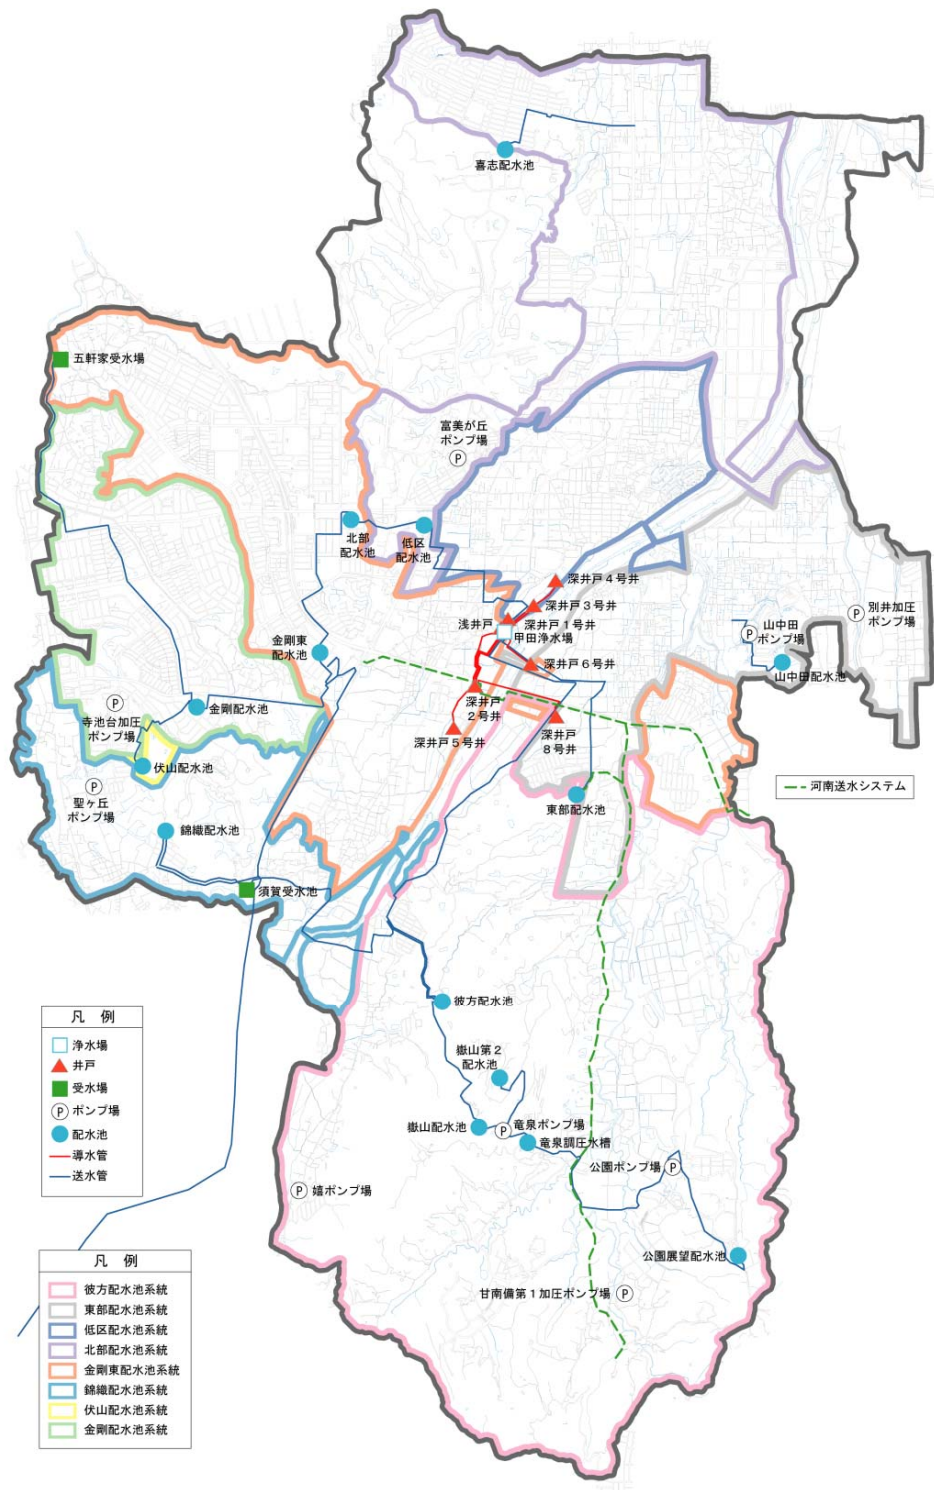 喜志配水池
五軒家受水場
富美が丘
ポンプ場
P
北部
配水池
低区
配水池
深井戸4号井
深井戸3号井
浅井戸
深井戸1号井
甲田浄水場
別井加圧
ポンプ場
P
山中田
ポンプ場
P
山中田配水池
金剛東
配水池
深井戸6号井
深井戸
2号井
深井戸5号井
深井戸
8号井
P
寺池台加圧
ポンプ場
金剛配水池
伏山配水池
P
聖ヶ丘
ポンプ場
河南送水システム
東部配水池
錦織配水池
須賀受水池
彼方配水池
嶽山第2
配水池
嶽山配水池
P
竜泉ポンプ場
竜泉調圧水槽
公園ポンプ場
P
P
嬉ポンプ場
公園展望配水池
甘南備第1加圧ポンプ場
P
凡 例
浄水場
井戸
受水場
P
ポンプ場
配水池
導水管
送水管
凡 例
彼方配水池系統
東部配水池系統
低区配水池系統
北部配水池系統
金剛東配水池系統
錦織配水池系統
伏山配水池系統
金剛配水池系統